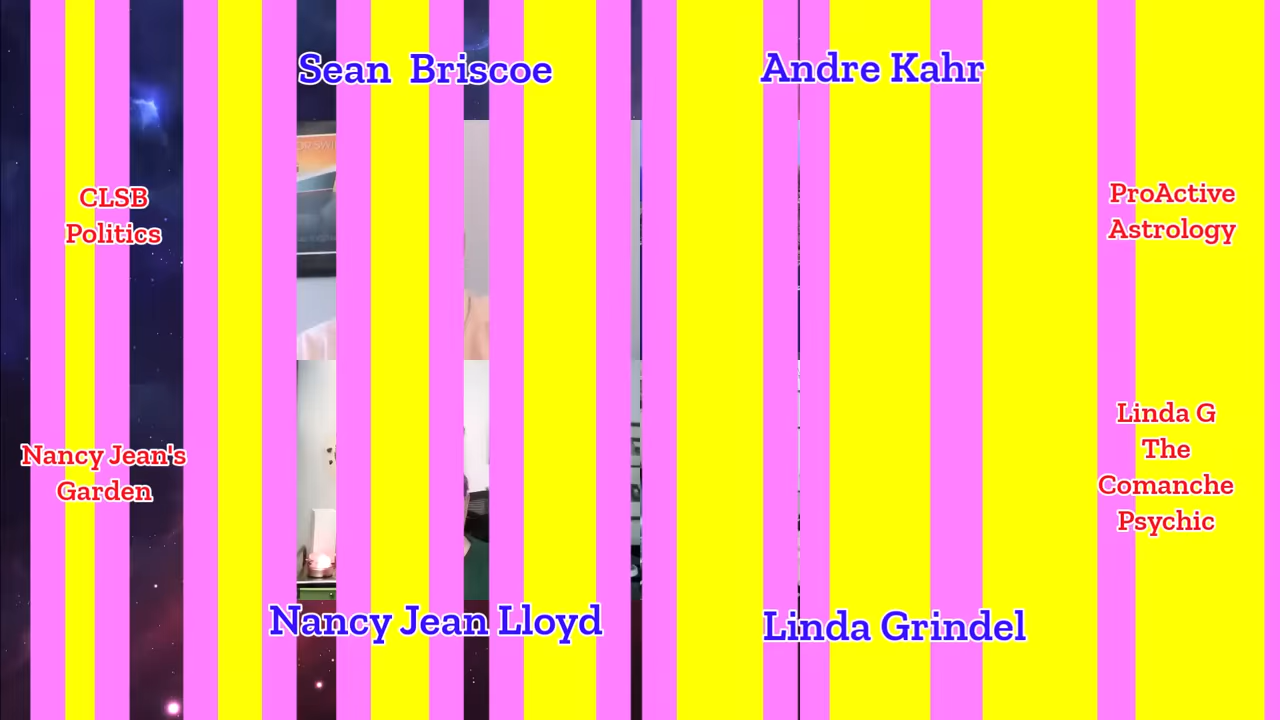 Sean Briscoe
Andre Kahr
CLSB
Politics
ProActive
Astrology
Nancy Jean's
Garden
Linda G
The
Comanche
Psychic
Nancy Jean Lloyd
Linda Grindel